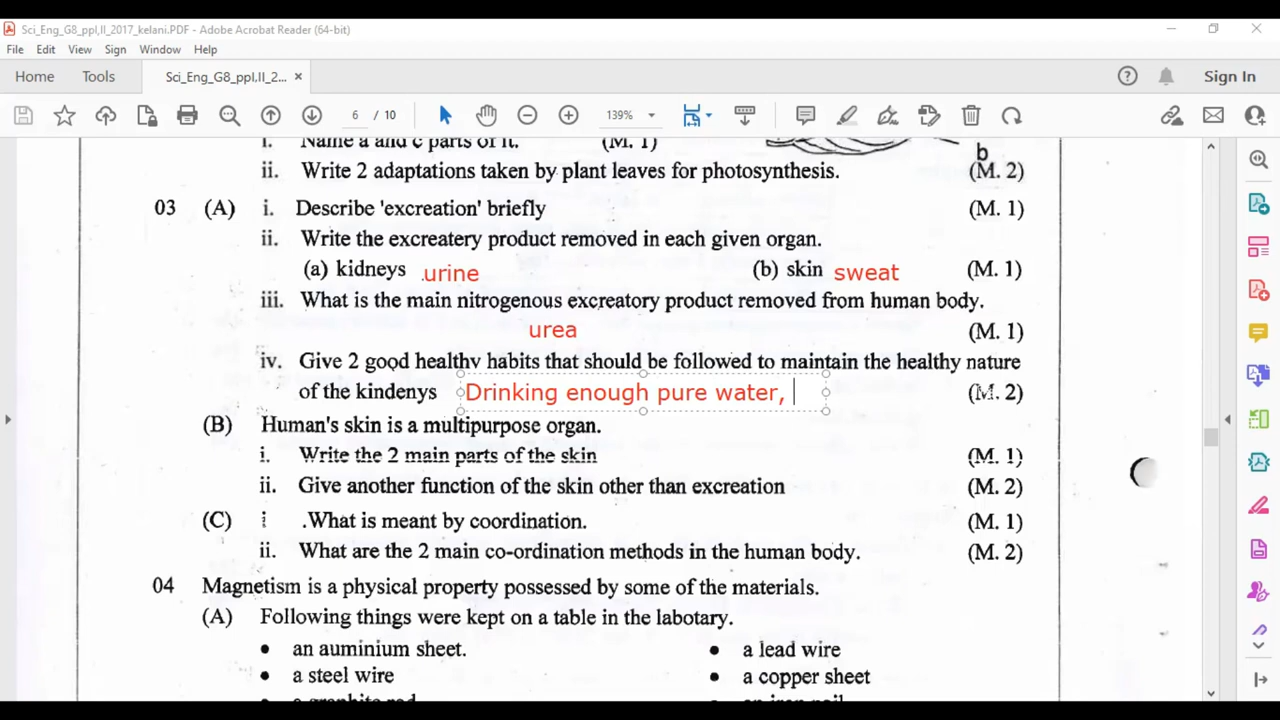 Sci_Eng_G8_ppl,II_2017_kelani.PDF - Adobe Acrobat Reader (64-bit)
File Edit View Sign Window Help
Home Tools Sci_Eng_G8_ppl,II_2... ×
Sign In
6 / 10 139%
i. Name a and c parts of it. (M. 1)
b
ii. Write 2 adaptations taken by plant leaves for photosynthesis. (M. 2)
03 (A) i. Describe 'excreation' briefly (M. 1)
ii. Write the excreatery product removed in each given organ.
(a) kidneys .urine (b) skin sweat (M. 1)
iii. What is the main nitrogenous excreatory product removed from human body.
urea (M. 1)
iv. Give 2 good healthy habits that should be followed to maintain the healthy nature
of the kindenys Drinking enough pure water, (M. 2)
(B) Human's skin is a multipurpose organ.
i. Write the 2 main parts of the skin (M. 1)
ii. Give another function of the skin other than excreation (M. 2)
(C) i .What is meant by coordination. (M. 1)
ii. What are the 2 main co-ordination methods in the human body. (M. 2)
04 Magnetism is a physical property possessed by some of the materials.
(A) Following things were kept on a table in the labotary.
• an auminium sheet. • a lead wire
• a steel wire • a copper sheet